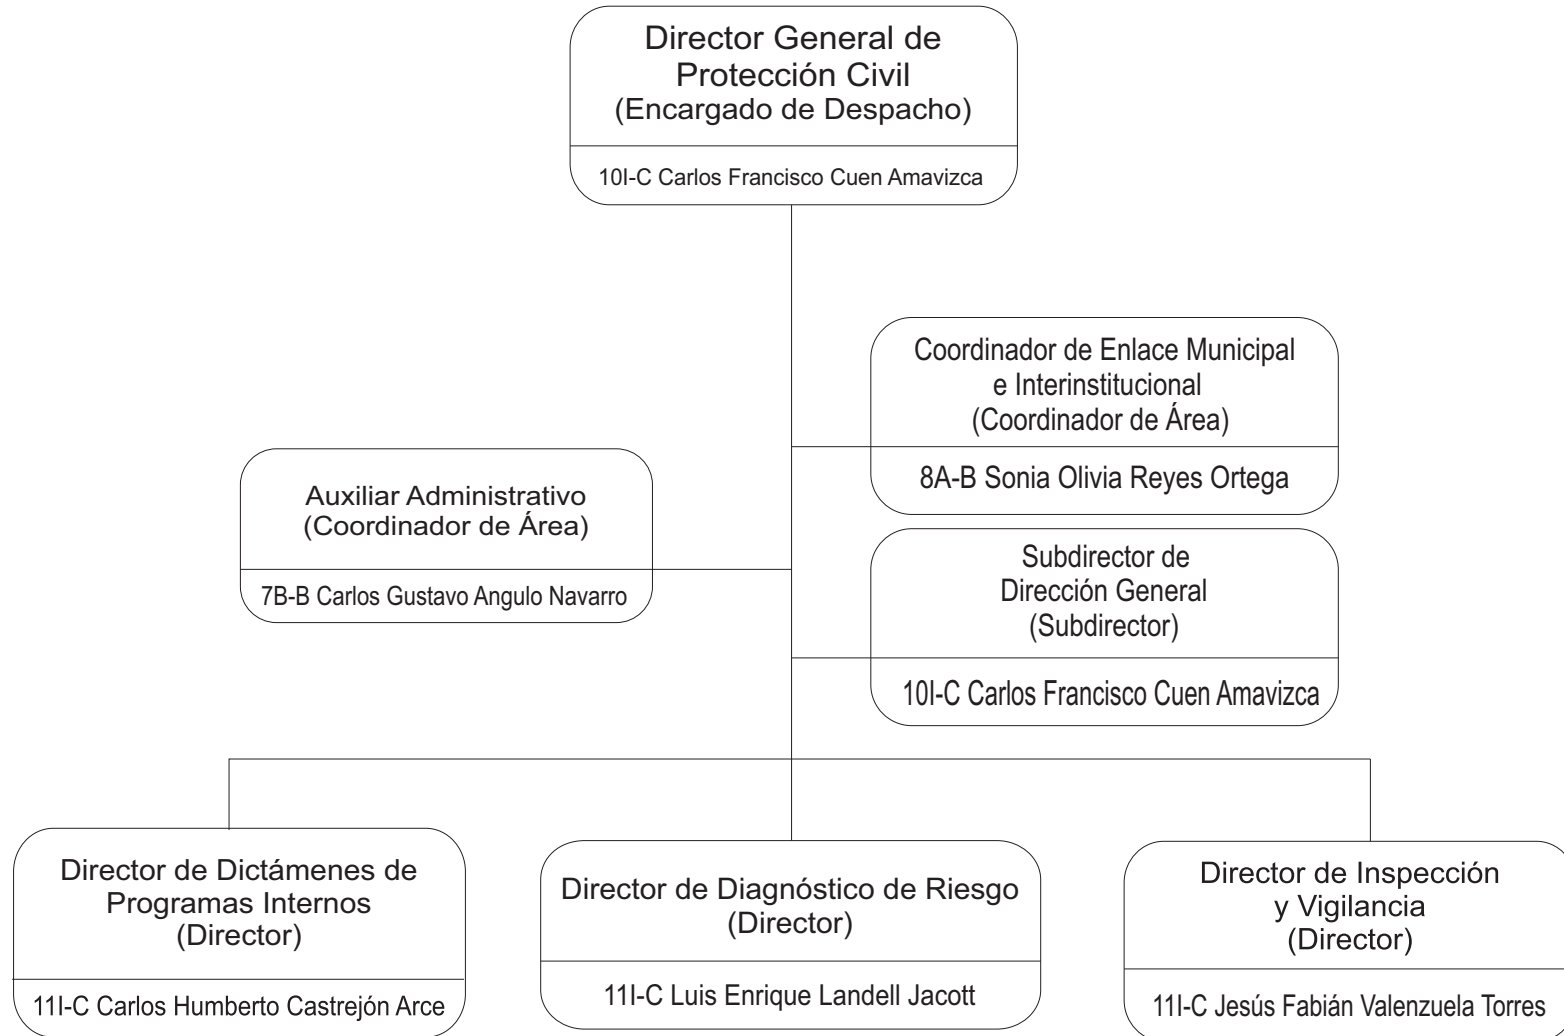 Director General de
Protección Civil
(Encargado de Despacho)
10I-C Carlos Francisco Cuen Amavizca
Coordinador de Enlace Municipal
e Interinstitucional
(Coordinador de Área)
8A-B Sonia Olivia Reyes Ortega
Auxiliar Administrativo
(Coordinador de Área)
7B-B Carlos Gustavo Angulo Navarro
Subdirector de
Dirección General
(Subdirector)
10I-C Carlos Francisco Cuen Amavizca
Director de Dictámenes de
Programas Internos
(Director)
11I-C Carlos Humberto Castrejón Arce
Director de Diagnóstico de Riesgo
(Director)
11I-C Luis Enrique Landell Jacott
Director de Inspección
y Vigilancia
(Director)
11I-C Jesús Fabián Valenzuela Torres